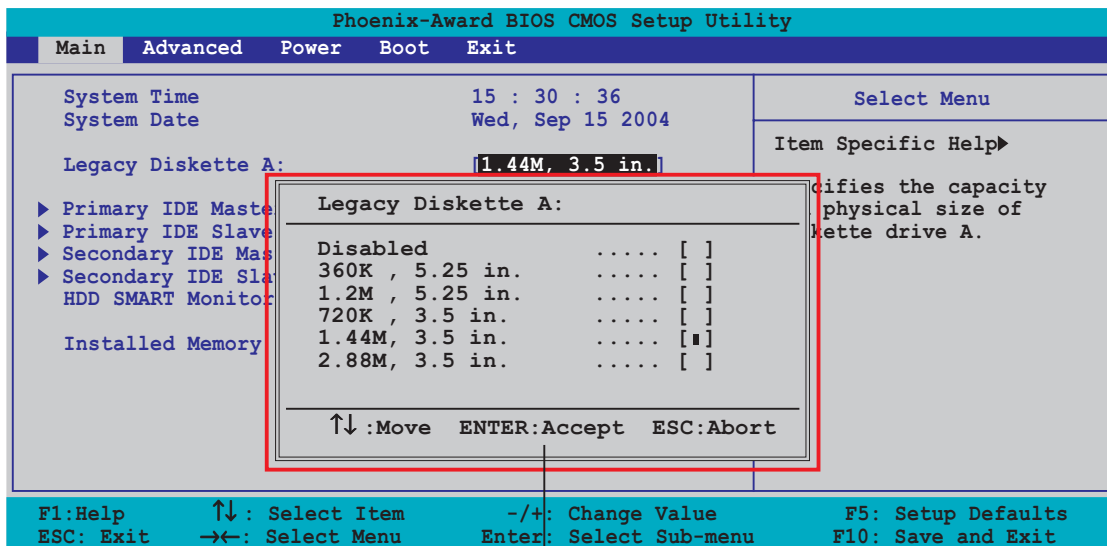 Phoenix-Award BIOS CMOS Setup Utility
Main Advanced Power Boot Exit
System Time 15 : 30 : 36
System Date Wed, Sep 15 2004
Legacy Diskette A: [1.44M, 3.5 in.]
Primary IDE Maste
Primary IDE Slave
Secondary IDE Mas
Secondary IDE Sla
HDD SMART Monitor
Installed Memory
Select Menu
Item Specific Help▶
cifies the capacity
physical size of
kette drive A.
Legacy Diskette A:
Disabled ..... [ ]
360K , 5.25 in. ..... [ ]
1.2M , 5.25 in. ..... [ ]
720K , 3.5 in. ..... [ ]
1.44M, 3.5 in. ..... [∎]
2.88M, 3.5 in. ..... [ ]
↑↓ :Move ENTER:Accept ESC:Abort
F1:Help ↑↓ : Select Item -/+: Change Value F5: Setup Defaults
ESC: Exit →←: Select Menu Enter: Select Sub-menu F10: Save and Exit